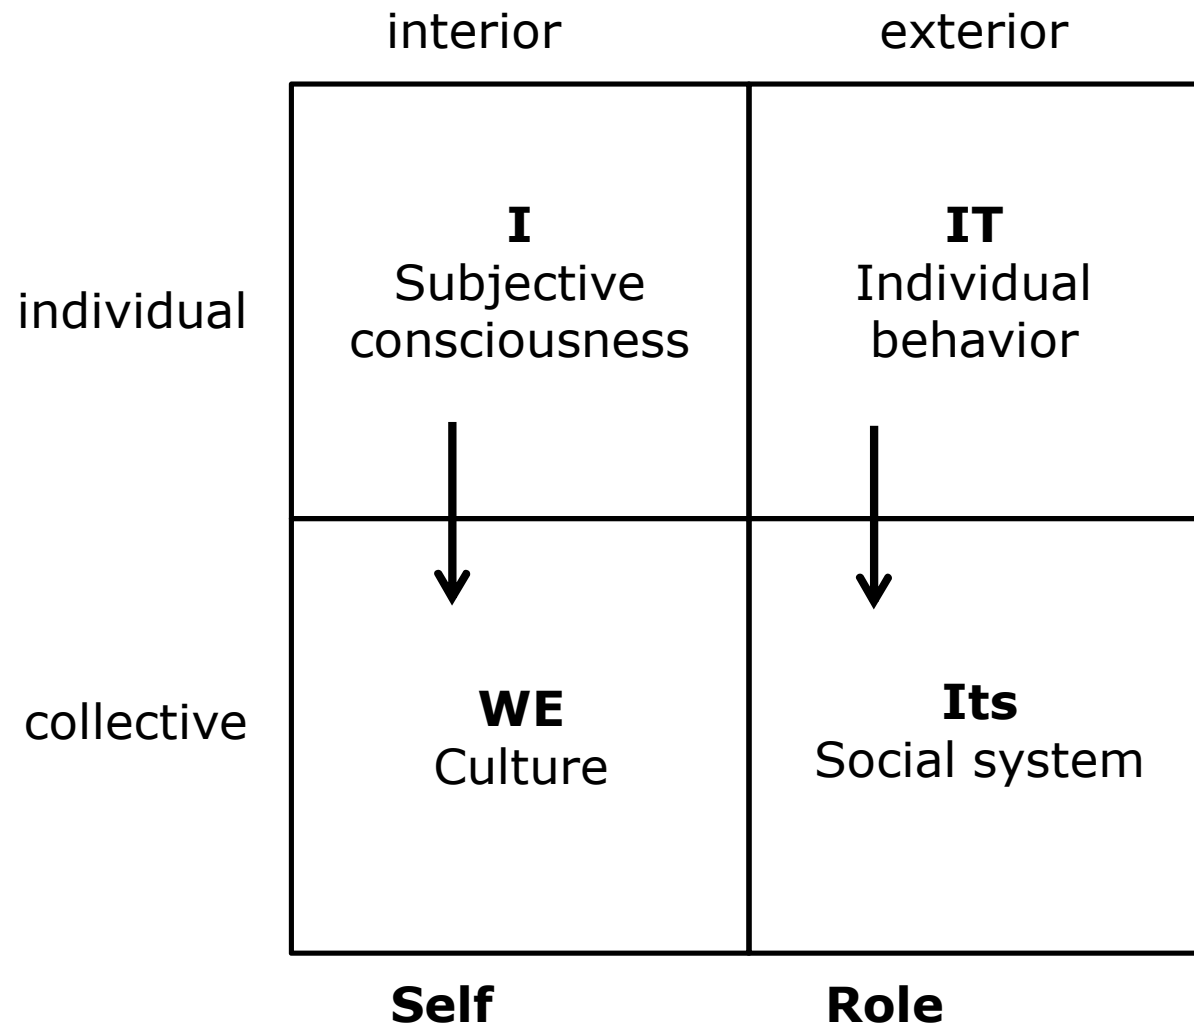 interior exterior
I
Subjective
consciousness
IT
Individual
behavior
individual
WE
Culture
Its
Social system
collective
Self Role